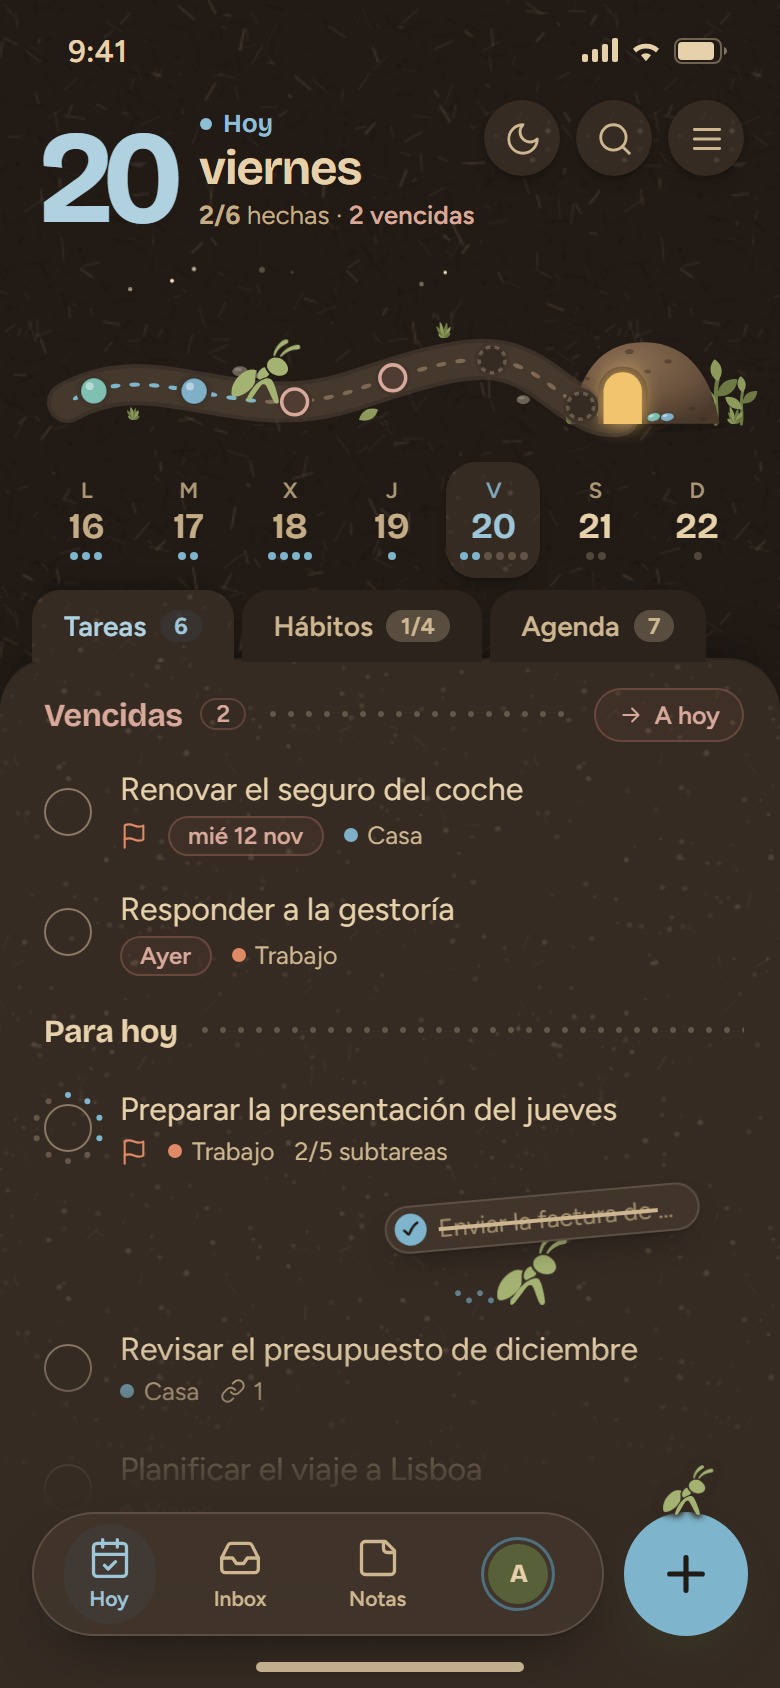 9:41
20
Hoy
viernes
2/6 hechas · 2 vencidas
L M X J V S D
16 17 18 19 20 21 22
Tareas 6 Hábitos 1/4 Agenda 7
Vencidas 2 → A hoy
Renovar el seguro del coche
mié 12 nov Casa
Responder a la gestoría
Ayer Trabajo
Para hoy
Preparar la presentación del jueves
Trabajo 2/5 subtareas
Enviar la factura de ...
Revisar el presupuesto de diciembre
Casa 1
Planificar el viaje a Lisboa
Hoy Inbox Notas A